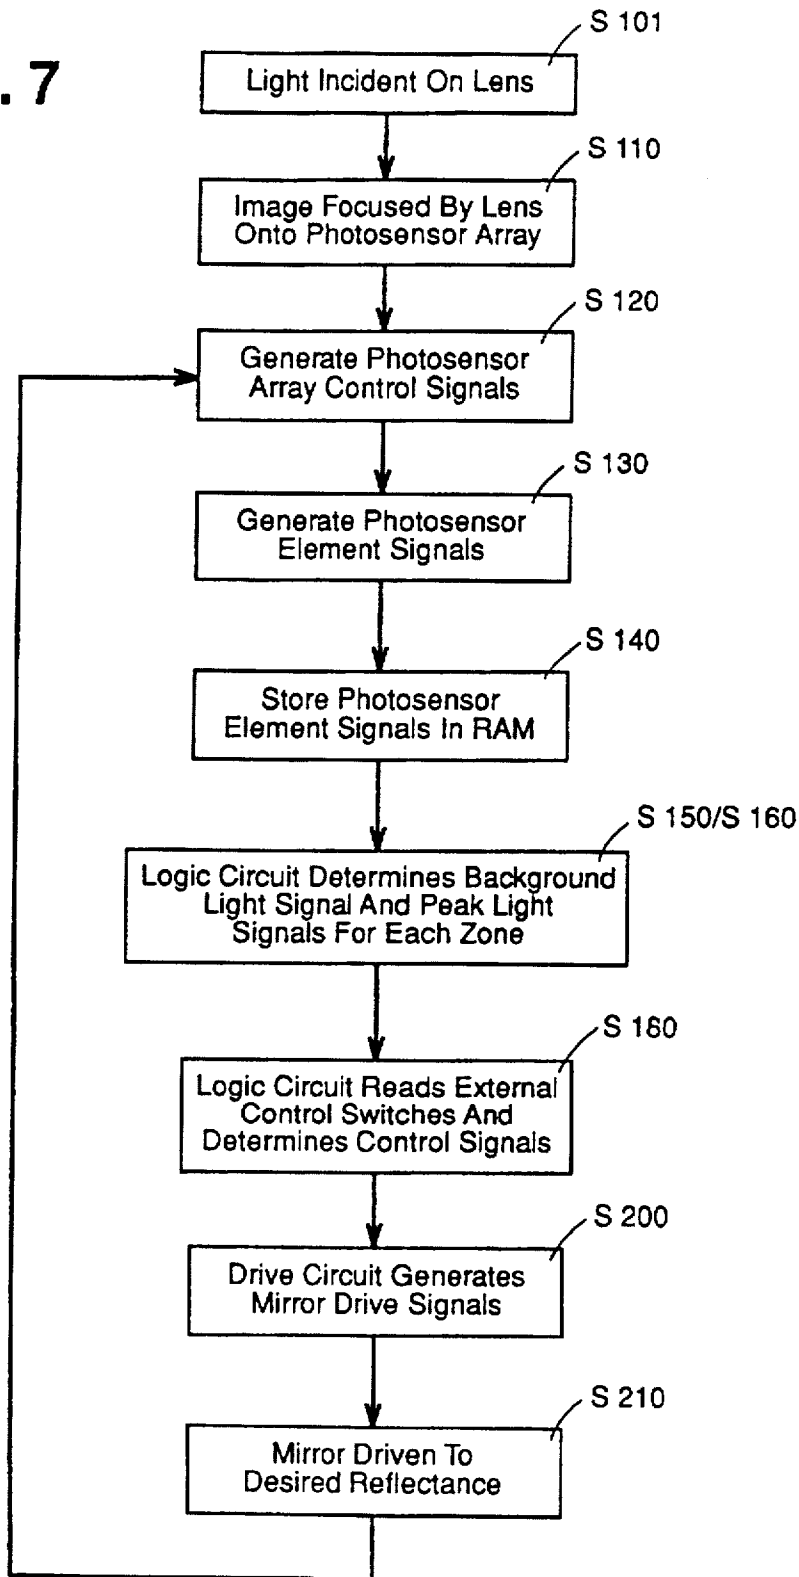 . 7
S 101
Light Incident On Lens
S 110
Image Focused By Lens
Onto Photosensor Array
S 120
Generate Photosensor
Array Control Signals
S 130
Generate Photosensor
Element Signals
S 140
Store Photosensor
Element Signals In RAM
S 150/S 160
Logic Circuit Determines Background
Light Signal And Peak Light
Signals For Each Zone
S 180
Logic Circuit Reads External
Control Switches And
Determines Control Signals
S 200
Drive Circuit Generates
Mirror Drive Signals
S 210
Mirror Driven To
Desired Reflectance